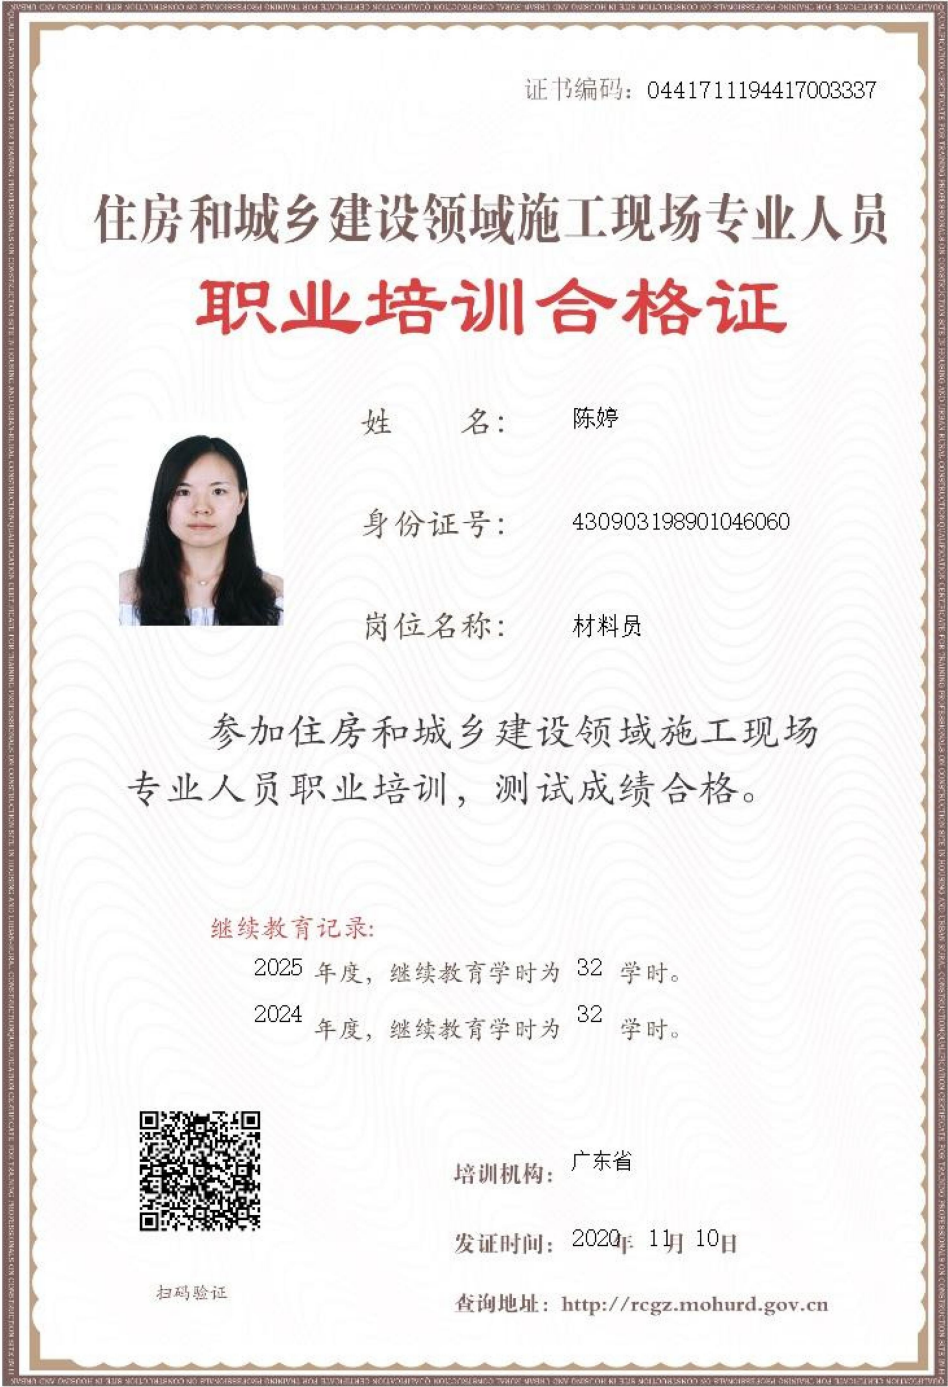 证书编码：0441711194417003337
住房和城乡建设领域施工现场专业人员
职业培训合格证
姓 名： 陈婷
身份证号： 430903198901046060
岗位名称： 材料员
参加住房和城乡建设领域施工现场
专业人员职业培训，测试成绩合格。
继续教育记录:
2025 年度，继续教育学时为 32 学时。
2024 年度，继续教育学时为 32 学时。
培训机构： 广东省
发证时间： 2020年 11月 10日
扫码验证
查询地址：http://rcgz.mohurd.gov.cn